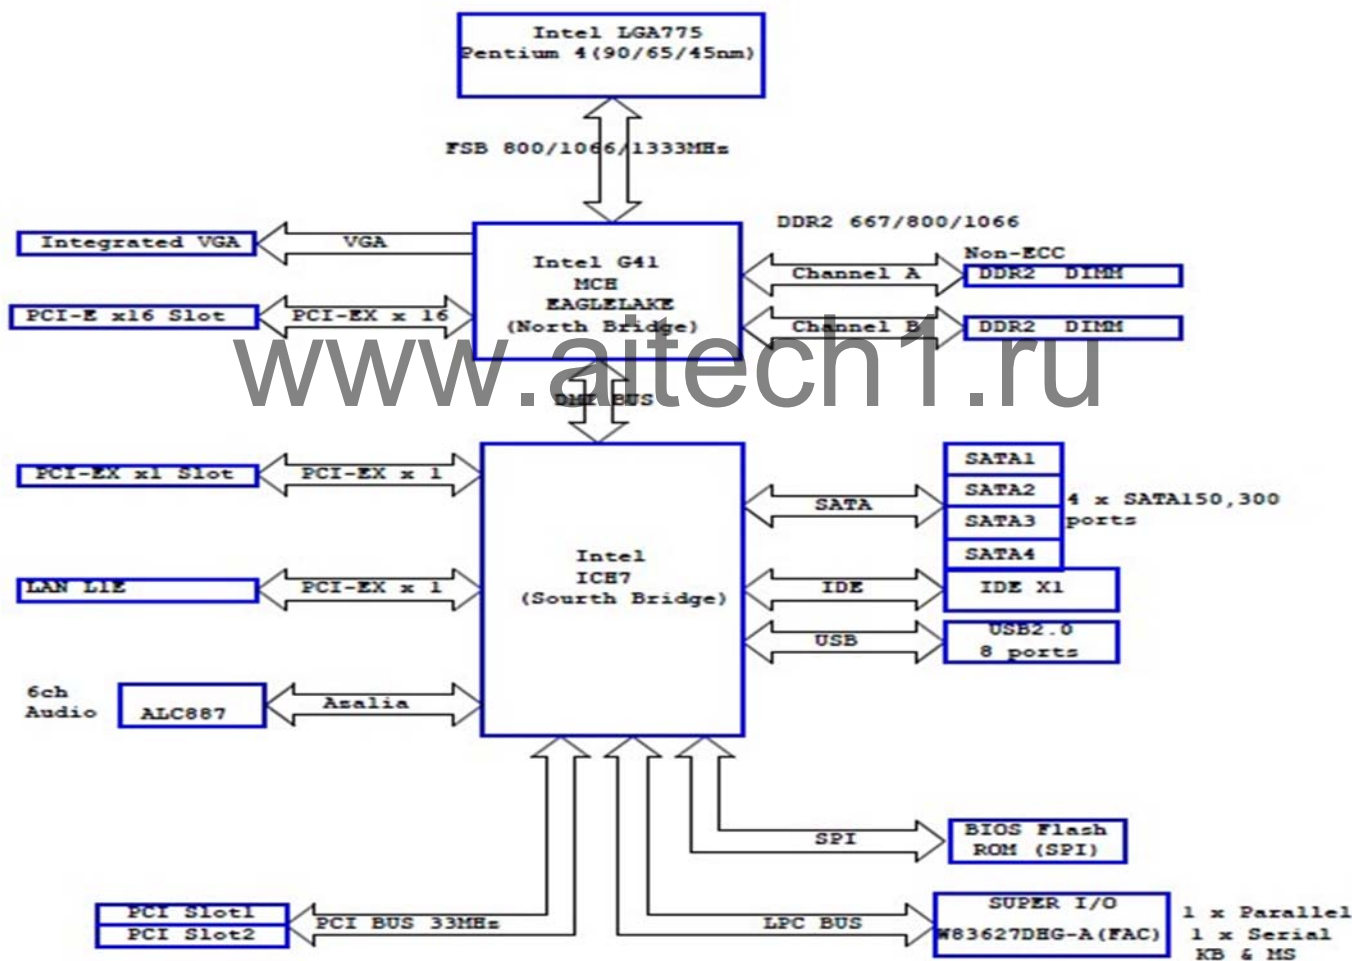 Intel LGA775
Pentium 4(90/65/45nm)
FSB 800/1066/1333MHz
DDR2 667/800/1066
Integrated VGA
VGA
Intel G41
MCH
EAGLELAKE
(North Bridge)
Non-ECC
Channel A
DDR2 DIMM
PCI-E x16 Slot
PCI-EX x 16
Channel B
DDR2 DIMM
www.aitech1.ru
DMI BUS
PCI-EX x1 Slot
PCI-EX x 1
SATA
SATA1
SATA2
SATA3
SATA4
4 x SATA150,300
ports
Intel
ICH7
(Sourth Bridge)
LAN L1E
PCI-EX x 1
IDE
IDE X1
USB
USB2.0
8 ports
6ch
Audio
ALC887
Azalia
SPI
BIOS Flash
ROM (SPI)
PCI Slot1
PCI Slot2
PCI BUS 33MHz
LPC BUS
SUPER I/O
W83627DHG-A(FAC)
1 x Parallel
1 x Serial
KB & MS